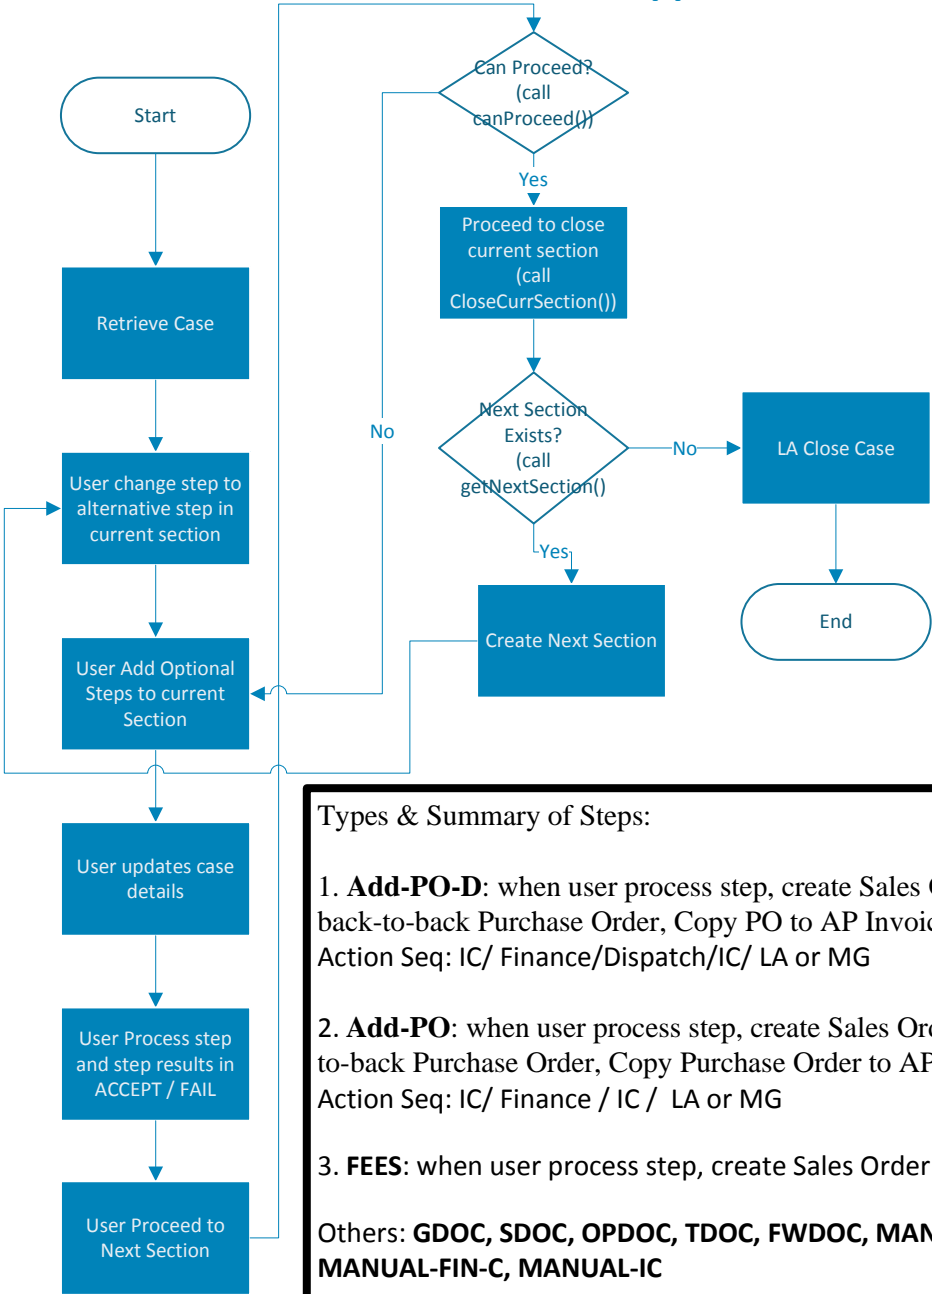 Start
Retrieve Case
User change step to
alternative step in
current section
User Add Optional
Steps to current
Section
User updates case
details
User Process step
and step results in
ACCEPT / FAIL
User Proceed to
Next Section
Can Proceed?
(call
canProceed())
Yes
No
Proceed to close
current section
(call
CloseCurrSection())
Next Section
Exists?
(call
getNextSection()
No
Yes
LA Close Case
End
Create Next Section
Types & Summary of Steps:
1. Add-PO-D: when user process step, create Sales
back-to-back Purchase Order, Copy PO to AP
Action Seq: IC/ Finance/Dispatch/IC/ LA or MG
2. Add-PO: when user process step, create Sales
to-back Purchase Order, Copy Purchase Order to AP
Action Seq: IC/ Finance / IC / LA or MG
3. FEES: when user process step, create Sales Order
Others: GDOC, SDOC, OPDOC, TDOC, FWDOC,
MANUAL-FIN-C, MANUAL-IC